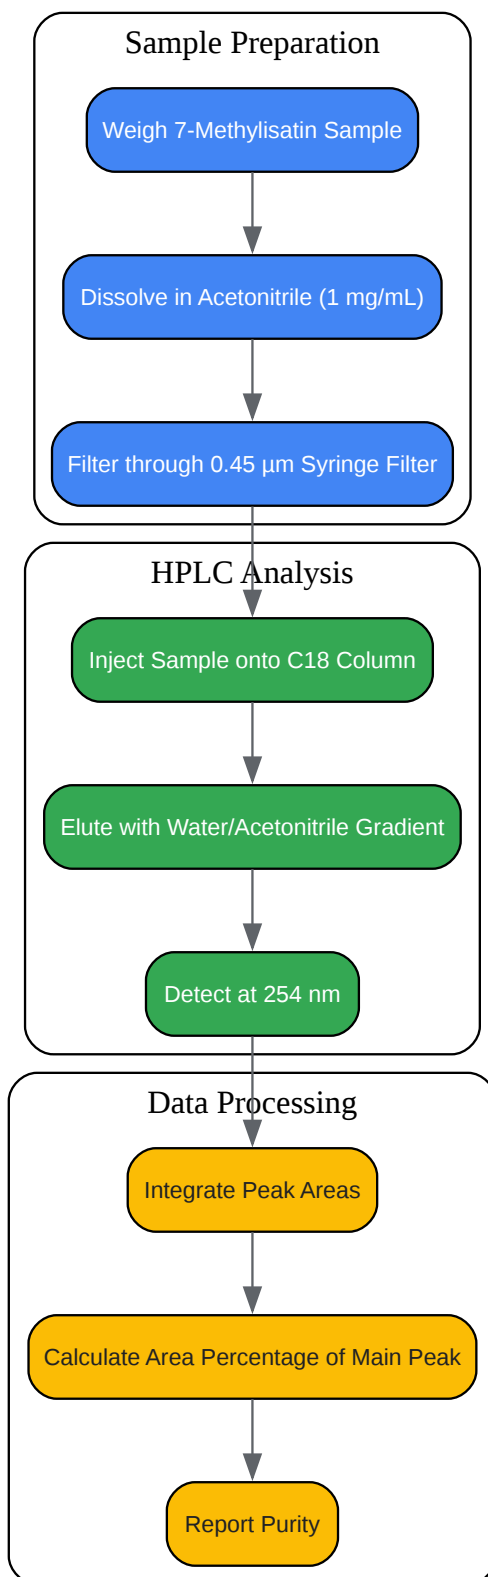 Sample Preparation
Weigh 7-Methylisatin Sample
Dissolve in Acetonitrile (1 mg/mL)
Filter through 0.45 µm Syringe Filter
HPLC Analysis
Inject Sample onto C18 Column
Elute with Water/Acetonitrile Gradient
Detect at 254 nm
Data Processing
Integrate Peak Areas
Calculate Area Percentage of Main Peak
Report Purity